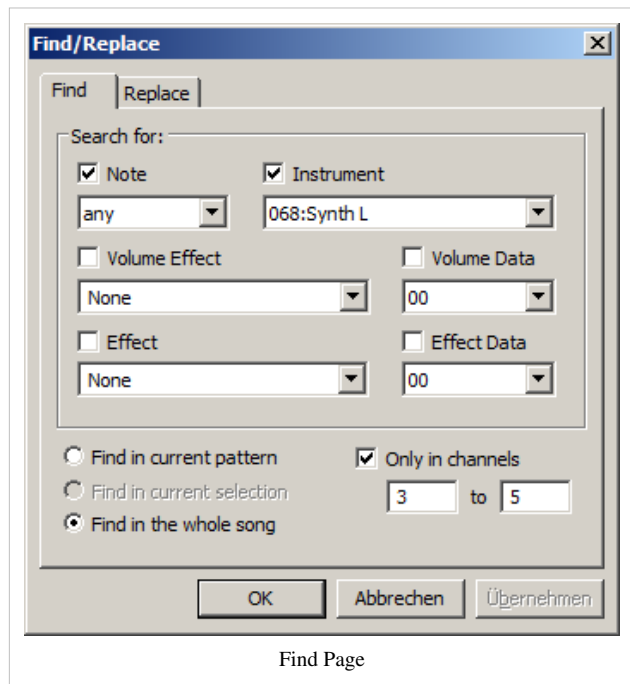 Find/Replace
Find Replace
Search for:
Note Instrument
any 068:Synth L
Volume Effect Volume Data
None 00
Effect Effect Data
None 00
Find in current pattern Only in channels
Find in current selection 3 to 5
Find in the whole song
OK Abbrechen Übernehmen
Find Page